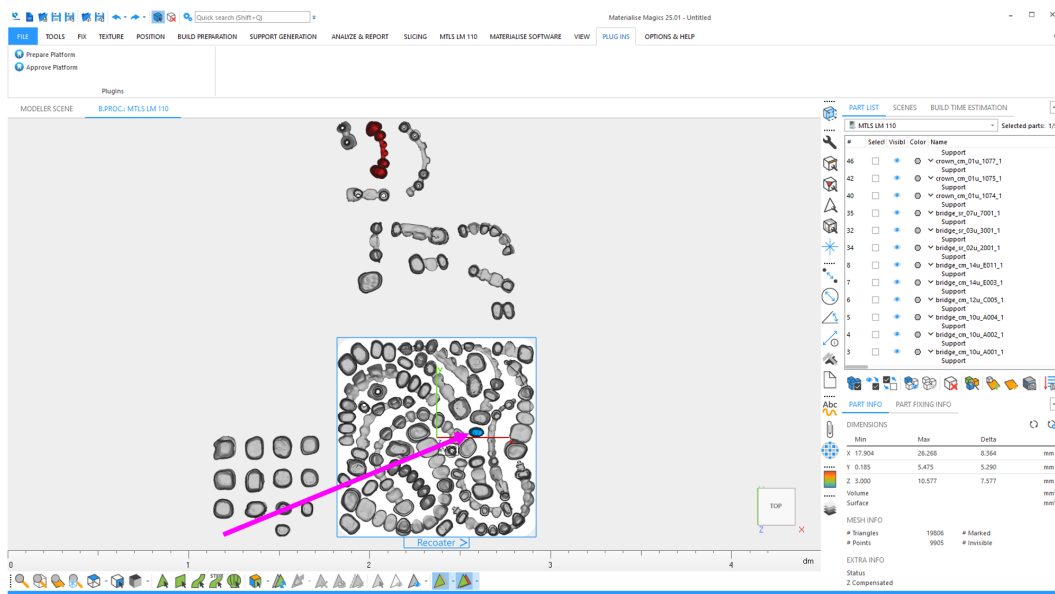 Quick search (Shift+Q)
Materialise Magics 25.01 - Untitled
FILE TOOLS FIX TEXTURE POSITION BUILD PREPARATION SUPPORT GENERATION ANALYZE & REPORT SLICING MTLS LM 110 MATERIALISE SOFTWARE VIEW PLUG INS OPTIONS & HELP
Prepare Platform
Approve Platform
PlugIns
MODELER SCENE B.PROC.: MTLS LM 110
PART LIST SCENES BUILD TIME ESTIMATION
MTLS LM 110 Selected parts: 1/
# Select Visibl Color Name
Support
46 crown_cm_01u_1077_1
Support
42 crown_cm_01u_1075_1
Support
40 crown_cm_01u_1074_1
Support
35 bridge_sr_07u_7001_1
Support
32 bridge_sr_03u_3001_1
Support
34 bridge_sr_02u_2001_1
Support
8 bridge_cm_14u_E011_1
Support
7 bridge_cm_14u_E003_1
Support
6 bridge_cm_12u_C005_1
Support
5 bridge_cm_10u_A004_1
Support
4 bridge_cm_10u_A002_1
Support
3 bridge_cm_10u_A001_1
Support
Abc
PART INFO PART FIXING INFO
DIMENSIONS
Min Max Delta
X 17.904 26.268 8.364 mm
Y 0.185 5.475 5.290 mm
Z 3.000 10.577 7.577 mm
Volume mm³
Surface mm²
MESH INFO
# Triangles 19806 # Marked
# Points 9905 # Invisible
EXTRA INFO
Status
Z Compensated
Y
TOP
Z X
Recoater >
0 1 2 3 4 dm
STEP